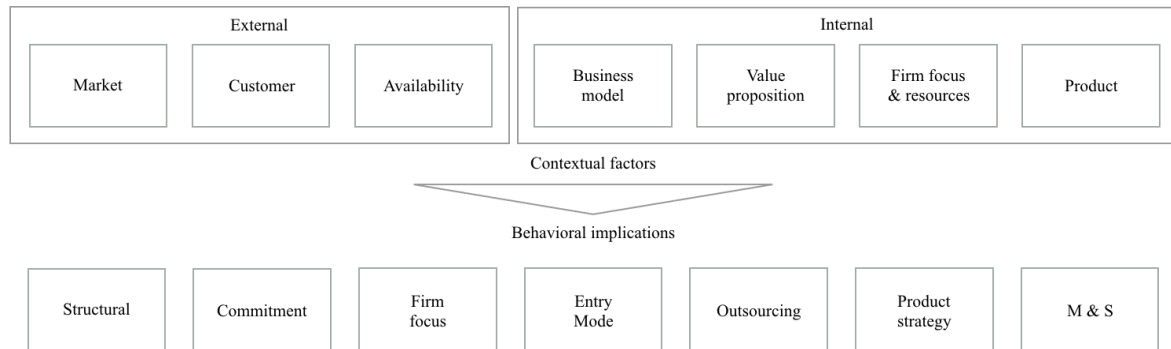 External
Internal
Market
Customer
Availability
Business
model
Value
proposition
Firm focus
& resources
Product
Contextual factors
Behavioral implications
Structural
Commitment
Firm
focus
Entry
Mode
Outsourcing
Product
strategy
M & S